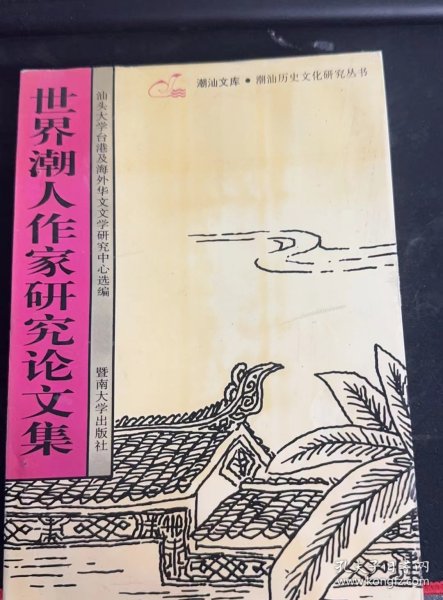 潮汕文库·潮汕历史文化研究丛书
世界潮人作家研究论文集
汕头大学台港及海外华文文学研究中心选编
暨南大学出版社
孔夫子旧书网
www.kongfz.com